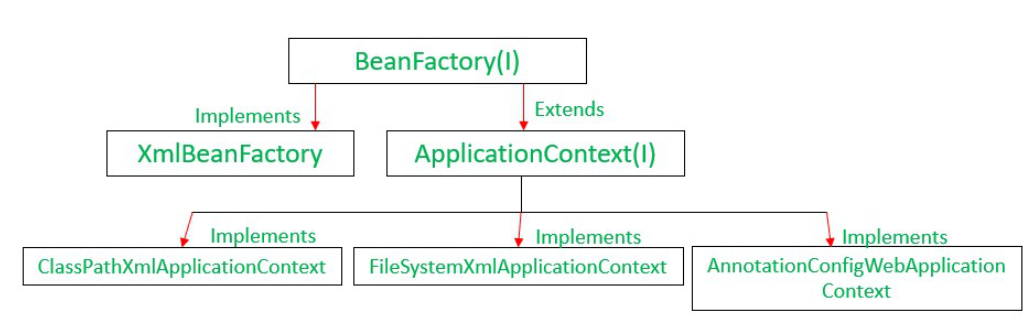 BeanFactory(I)
Implements
Extends
XmlBeanFactory
ApplicationContext(I)
Implements
Implements
Implements
ClassPathXmlApplicationContext
FileSystemXmlApplicationContext
AnnotationConfigWebApplication
Context